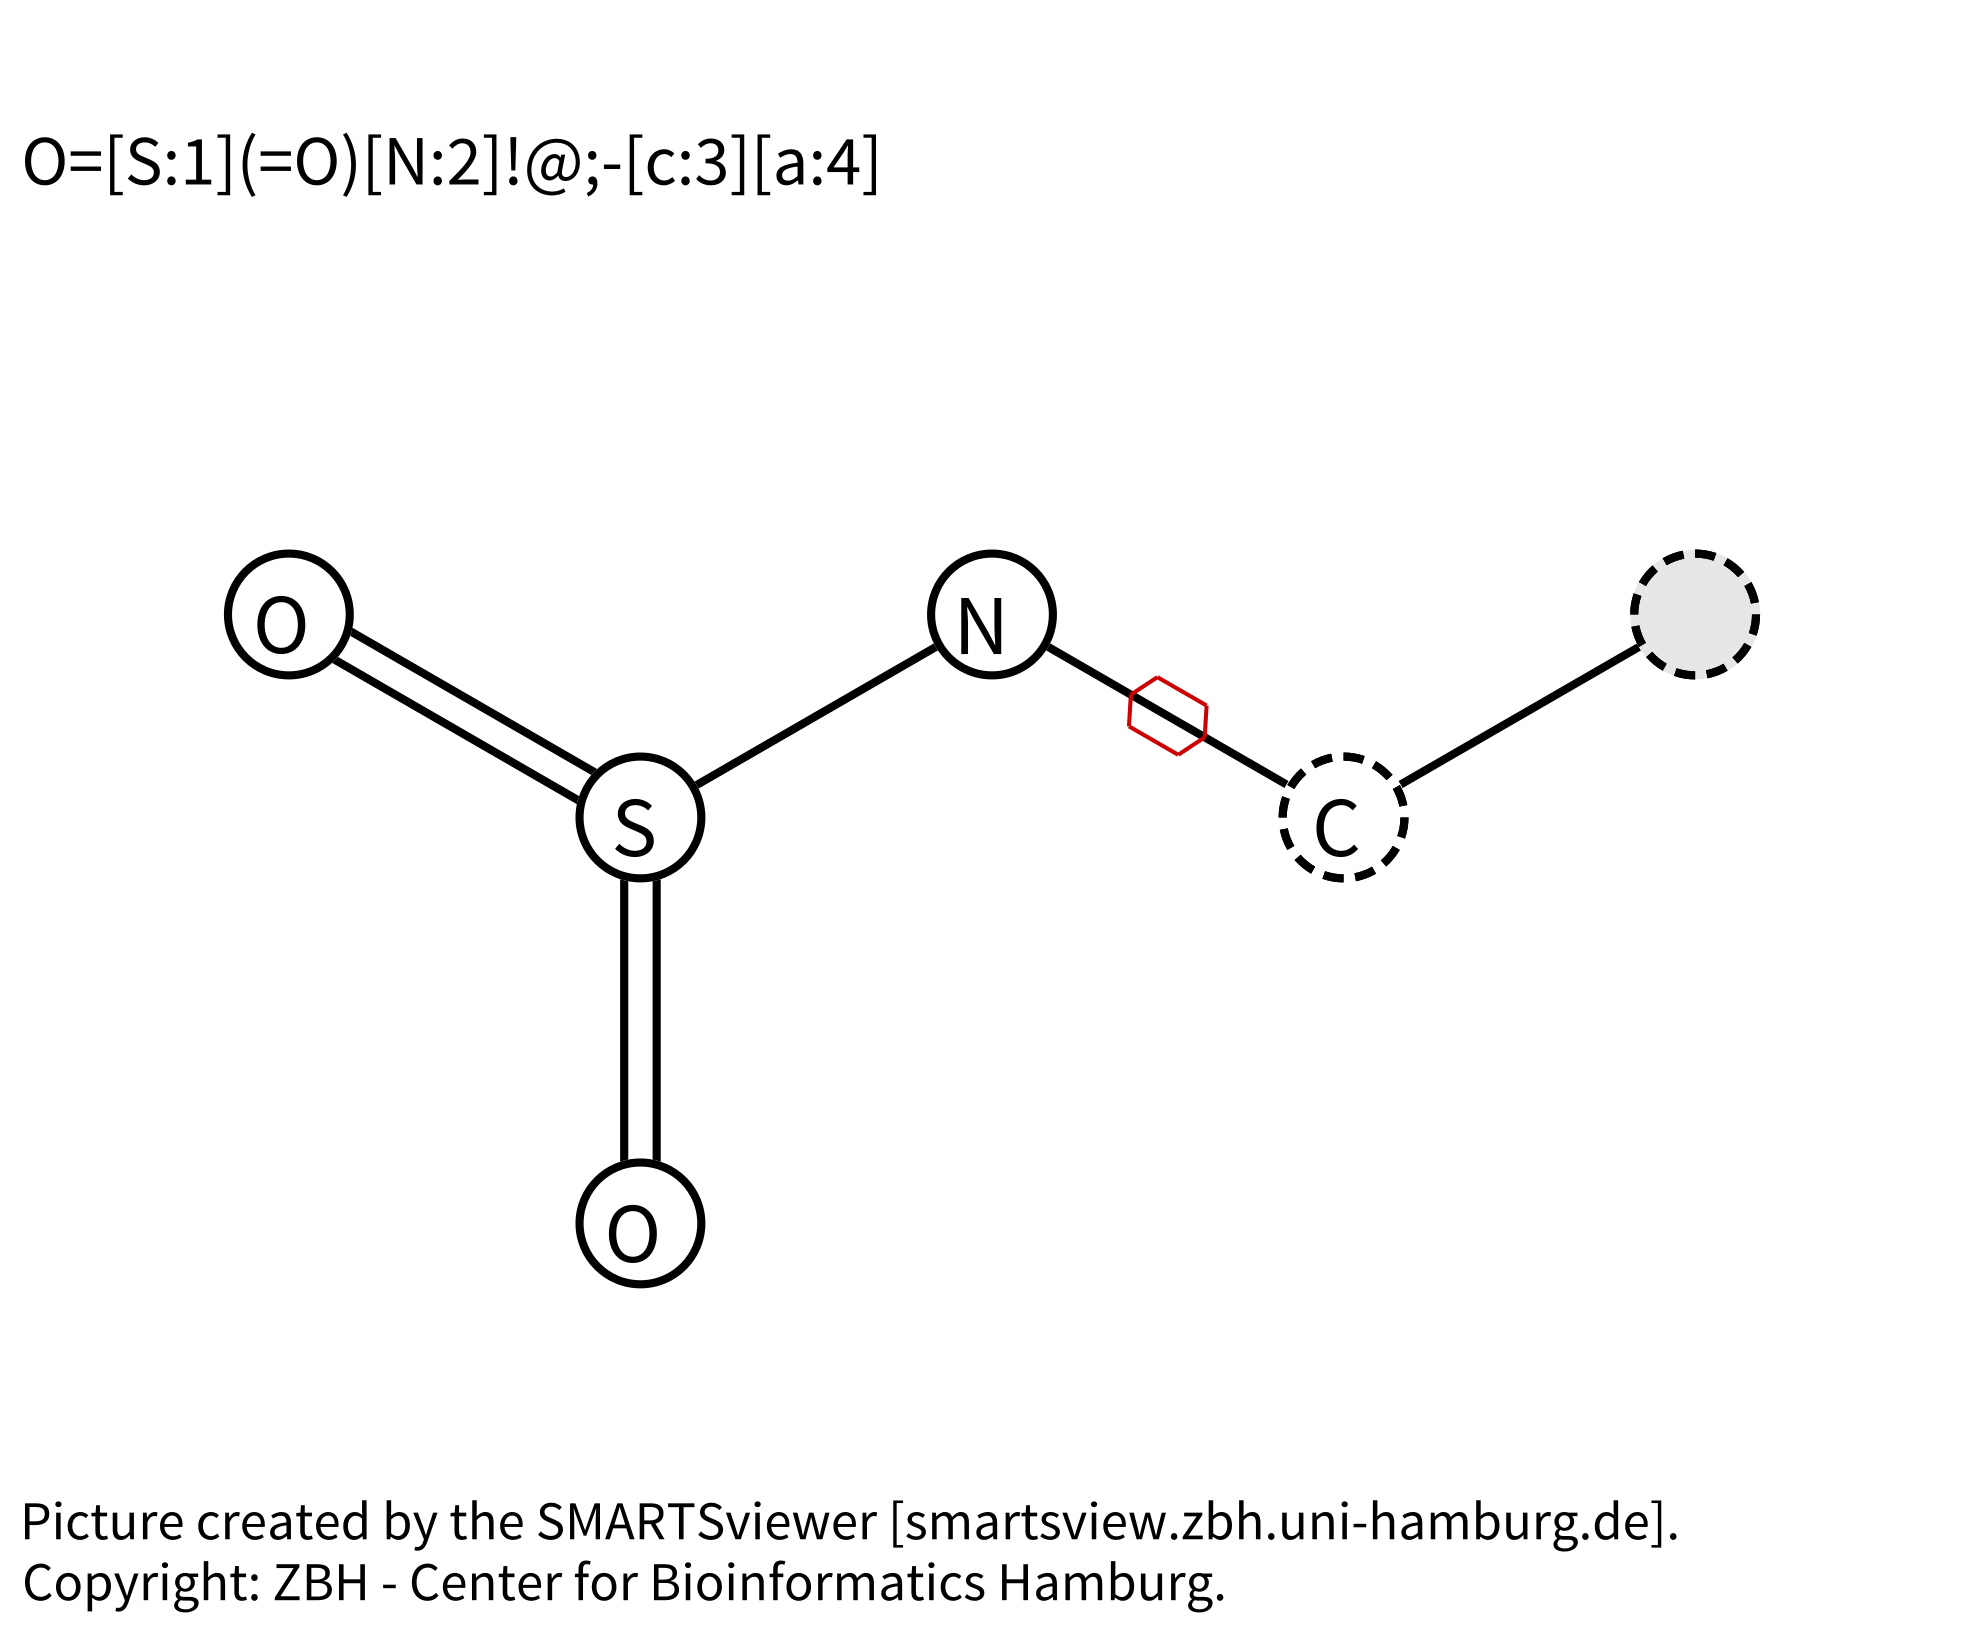 O=[S:1](=O)[N:2]!@;-[c:3][a:4]
O
N
S
C
O
Picture created by the SMARTSviewer [smartsview.zbh.uni-hamburg.de].
Copyright: ZBH - Center for Bioinformatics Hamburg.